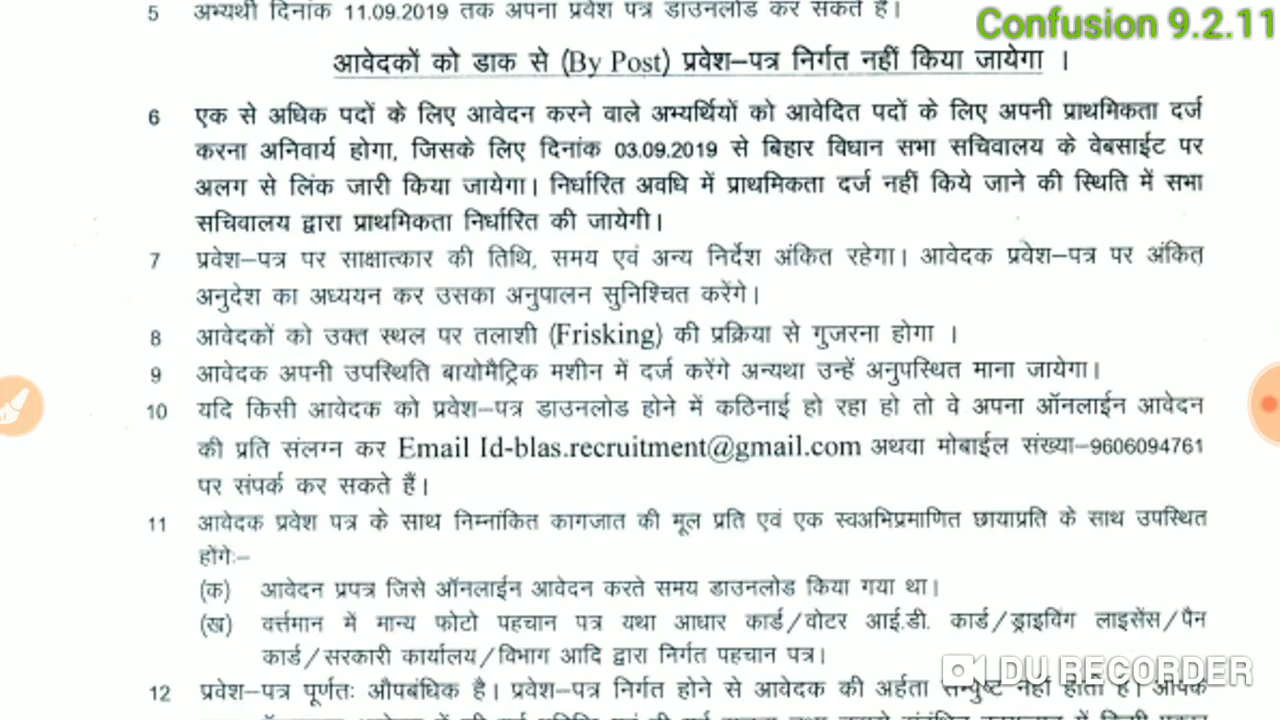 Confusion 9.2.11
5 अभ्यर्थी दिनांक 11.09.2019 तक अपना प्रवेश पत्र डाउनलोड कर सकते हैं।
आवेदकों को डाक से (By Post) प्रवेश–पत्र निर्गत नहीं किया जायेगा ।
6 एक से अधिक पदों के लिए आवेदन करने वाले अभ्यर्थियों को आवेदित पदों के लिए अपनी प्राथमिकता दर्ज
करना अनिवार्य होगा, जिसके लिए दिनांक 03.09.2019 से बिहार विधान सभा सचिवालय के वेबसाईट पर
अलग से लिंक जारी किया जायेगा। निर्धारित अवधि में प्राथमिकता दर्ज नहीं किये जाने की स्थिति में सभा
सचिवालय द्वारा प्राथमिकता निर्धारित की जायेगी।
7 प्रवेश–पत्र पर साक्षात्कार की तिथि, समय एवं अन्य निर्देश अंकित रहेगा। आवेदक प्रवेश–पत्र पर अंकित
अनुदेश का अध्ययन कर उसका अनुपालन सुनिश्चित करेंगे।
8 आवेदकों को उक्त स्थल पर तलाशी (Frisking) की प्रक्रिया से गुजरना होगा ।
9 आवेदक अपनी उपस्थिति बायोमैट्रिक मशीन में दर्ज करेंगे अन्यथा उन्हें अनुपस्थित माना जायेगा।
10 यदि किसी आवेदक को प्रवेश–पत्र डाउनलोड होने में कठिनाई हो रहा हो तो वे अपना ऑनलाईन आवेदन
की प्रति संलग्न कर Email Id-blas.recruitment@gmail.com अथवा मोबाईल संख्या–9606094761
पर संपर्क कर सकते हैं।
11 आवेदक प्रवेश पत्र के साथ निम्नांकित कागजात की मूल प्रति एवं एक स्वअभिप्रमाणित छायाप्रति के साथ उपस्थित
होंगे:–
(क) आवेदन प्रपत्र जिसे ऑनलाईन आवेदन करते समय डाउनलोड किया गया था।
(ख) वर्त्तमान में मान्य फोटो पहचान पत्र यथा आधार कार्ड/वोटर आई.डी. कार्ड/ड्राइविंग लाइसेंस/पैन
कार्ड/सरकारी कार्यालय/विभाग आदि द्वारा निर्गत पहचान पत्र।
DU RECORDER
12 प्रवेश–पत्र पूर्णतः औपबंधिक है। प्रवेश–पत्र निर्गत होने से आवेदक की अर्हता सम्पुष्ट नहीं होता है। आपके